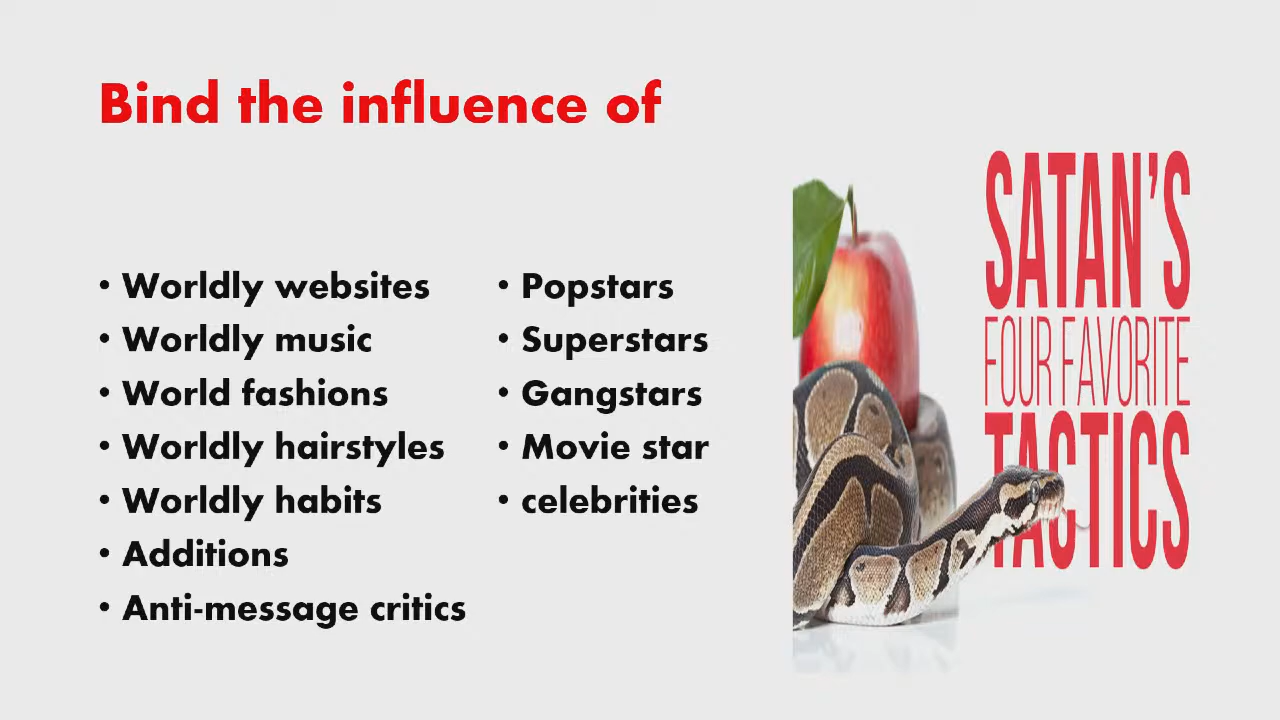 Bind the influence of
• Worldly websites
• Worldly music
• World fashions
• Worldly hairstyles
• Worldly habits
• Additions
• Anti-message critics
• Popstars
• Superstars
• Gangstars
• Movie star
• celebrities
SATAN'S
FOUR FAVORITE
TACTICS